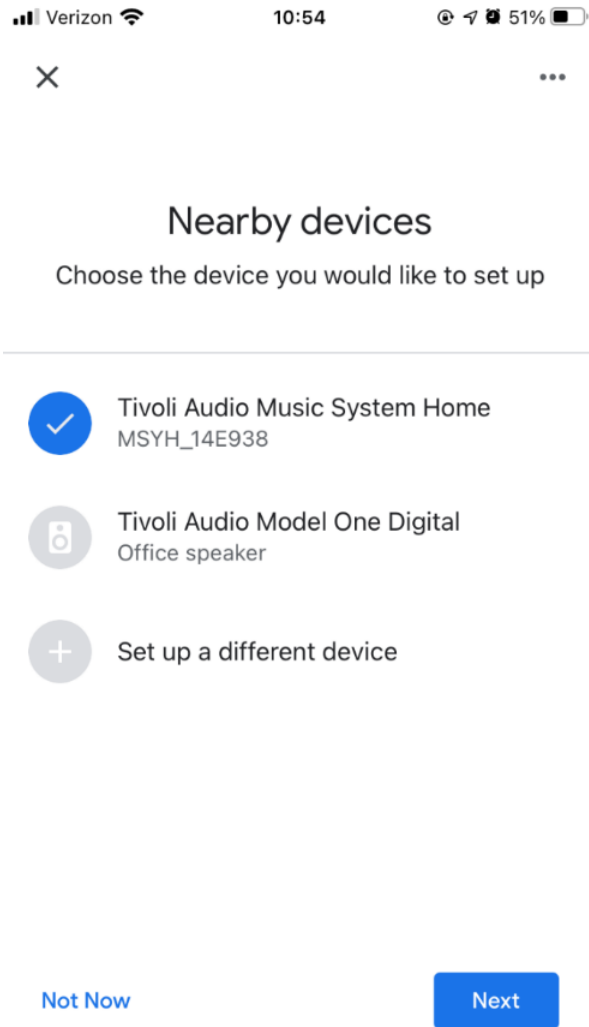 Verizon 10:54 51%
Nearby devices
Choose the device you would like to set up
Tivoli Audio Music System Home
MSYH_14E938
Tivoli Audio Model One Digital
Office speaker
Set up a different device
Not Now Next